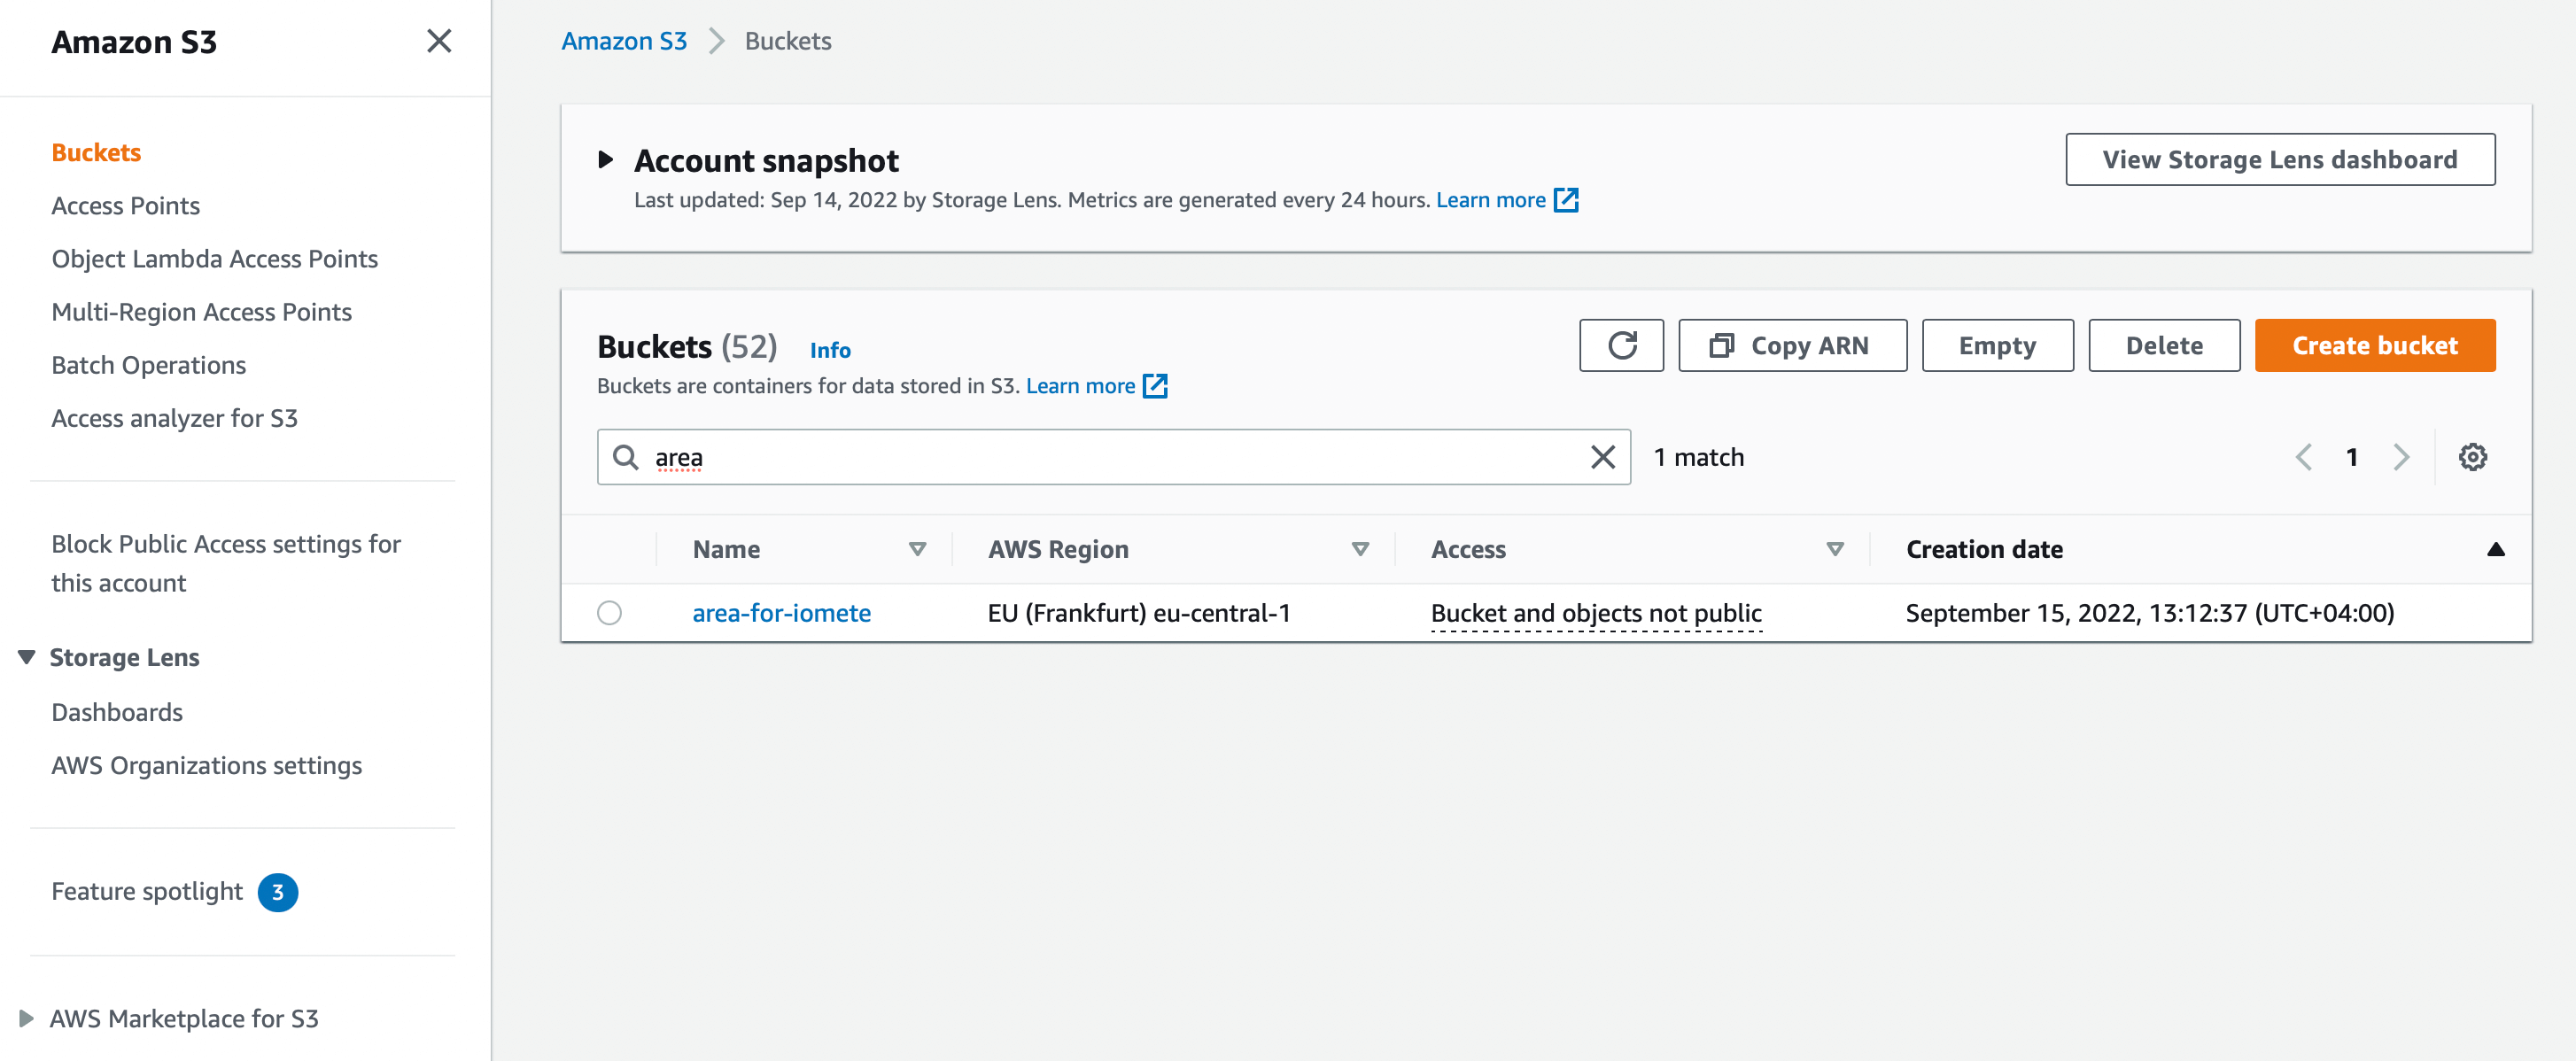 Amazon S3
Buckets
Access Points
Object Lambda Access Points
Multi-Region Access Points
Batch Operations
Access analyzer for S3
Block Public Access settings for
this account
Storage Lens
Dashboards
AWS Organizations settings
Feature spotlight 3
AWS Marketplace for S3
Amazon S3 Buckets
Account snapshot
Last updated: Sep 14, 2022 by Storage Lens. Metrics are generated every 24 hours. Learn more
View Storage Lens dashboard
Buckets (52) Info
Buckets are containers for data stored in S3. Learn more
Copy ARN Empty Delete Create bucket
area 1 match 1
Name AWS Region Access Creation date
area-for-iomete EU (Frankfurt) eu-central-1 Bucket and objects not public September 15, 2022, 13:12:37 (UTC+04:00)